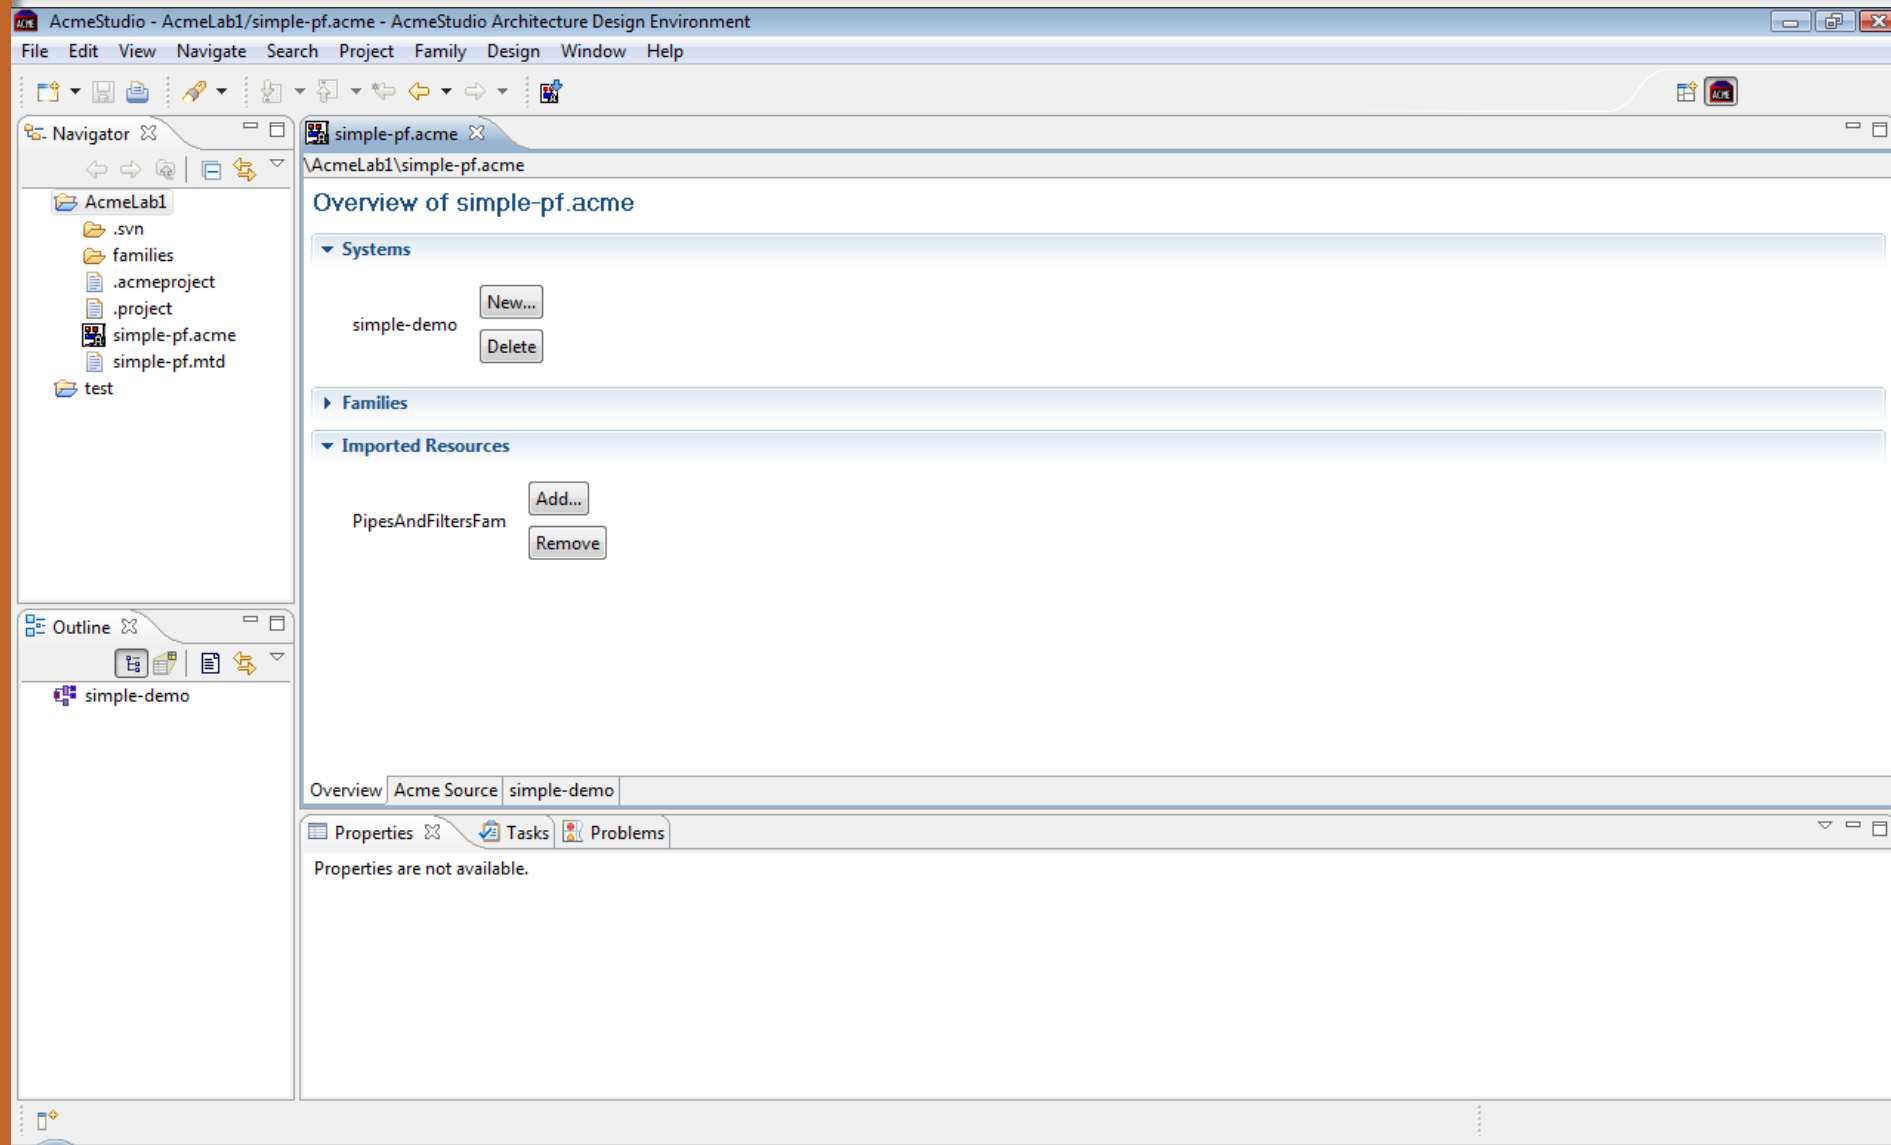 AcmeStudio - AcmeLab1/simple-pf.acme - AcmeStudio Architecture Design Environment
File Edit View Navigate Search Project Family Design Window Help
ACME
Navigator
AcmeLab1
.svn
families
.acmeproject
.project
simple-pf.acme
simple-pf.mtd
test
simple-pf.acme
\AcmeLab1\simple-pf.acme
Overview of simple-pf.acme
Systems
simple-demo
New...
Delete
Families
Imported Resources
PipesAndFiltersFam
Add...
Remove
Overview Acme Source simple-demo
Outline
simple-demo
Properties Tasks Problems
Properties are not available.